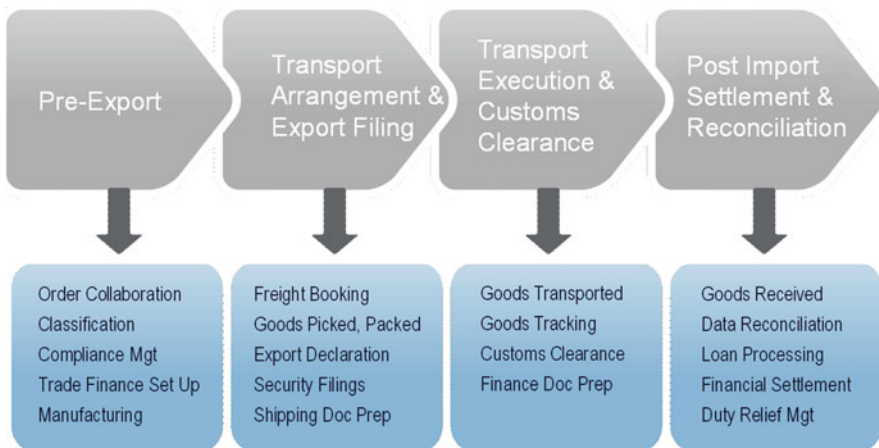 Pre-Export
Transport
Arrangement &
Export Filing
Transport
Execution &
Customs
Clearance
Post Import
Settlement &
Reconciliation
Order Collaboration
Classification
Compliance Mgt
Trade Finance Set Up
Manufacturing
Freight Booking
Goods Picked, Packed
Export Declaration
Security Filings
Shipping Doc Prep
Goods Transported
Goods Tracking
Customs Clearance
Finance Doc Prep
Goods Received
Data Reconciliation
Loan Processing
Financial Settlement
Duty Relief Mgt